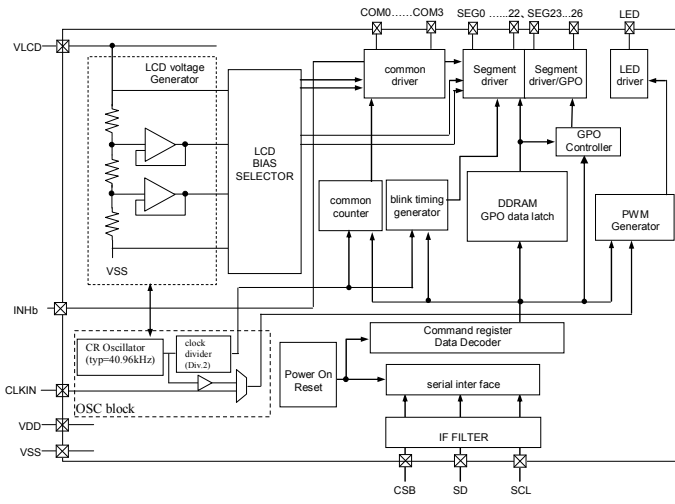 COM0……COM3
SEG0 …...22、SEG23…26
LED
VLCD
LCD voltage
Generator
common
driver
Segment
driver
Segment
driver/GPO
LED
driver
LCD
BIAS
SELECTOR
GPO
Controller
common
counter
blink timing
generator
DDRAM
GPO data latch
PWM
Generator
VSS
INHb
CR Oscillator
(typ=40.96kHz)
clock
divider
(Div.2)
Command register
Data Decoder
Power On
Reset
serial inter face
CLKIN
OSC block
VDD
IF FILTER
VSS
CSB
SD
SCL